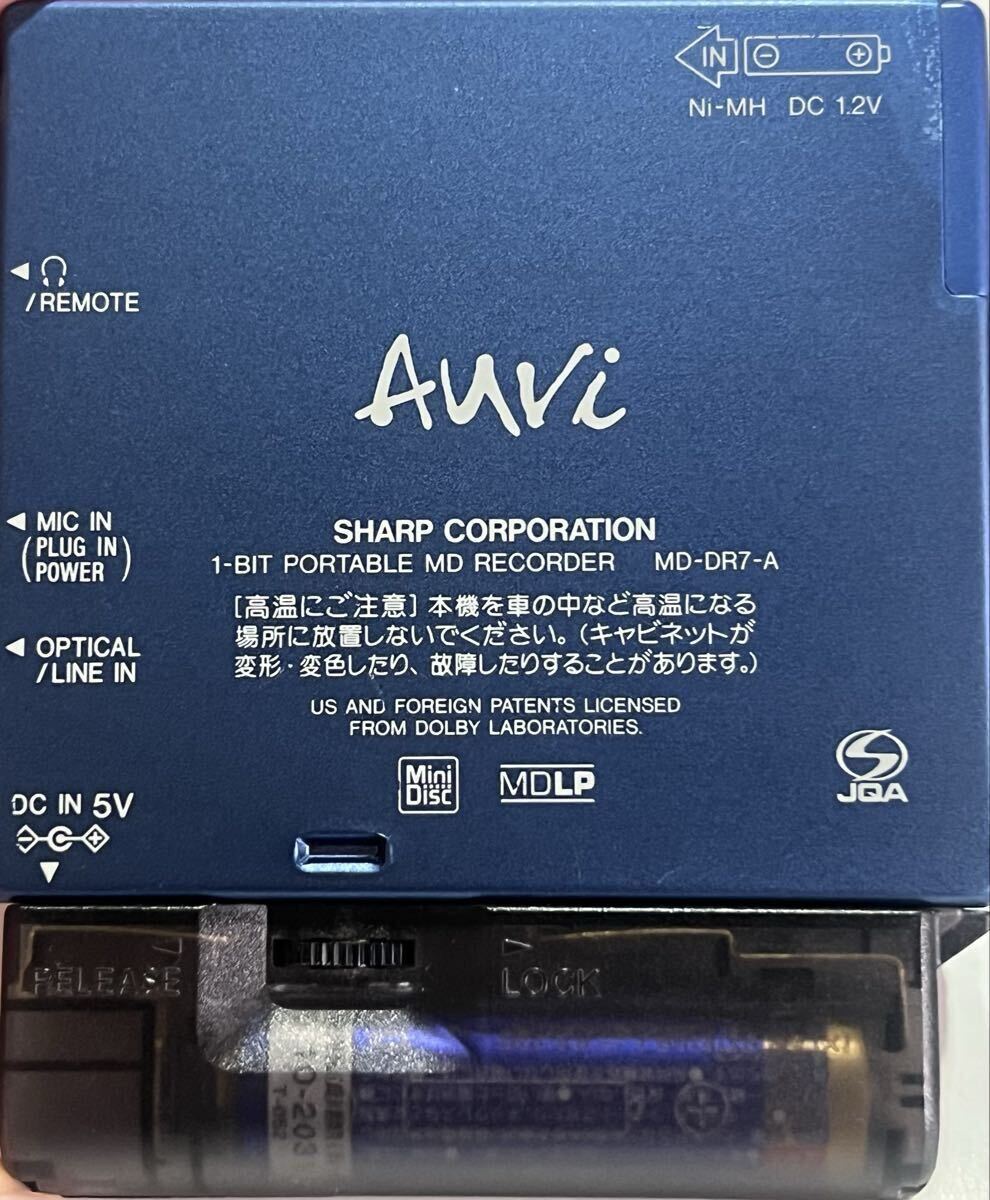 IN
Ni-MH DC 1.2V
/REMOTE
Auvi
MIC IN
(PLUG IN
POWER)
SHARP CORPORATION
1-BIT PORTABLE MD RECORDER MD-DR7-A
[高温にご注意] 本機を車の中など高温になる
場所に放置しないでください。(キャビネットが
変形・変色したり、故障したりすることがあります。)
OPTICAL
/LINE IN
US AND FOREIGN PATENTS LICENSED
FROM DOLBY LABORATORIES.
Mini
Disc
MDLP
JQA
DC IN 5V
RELEASE
LOCK